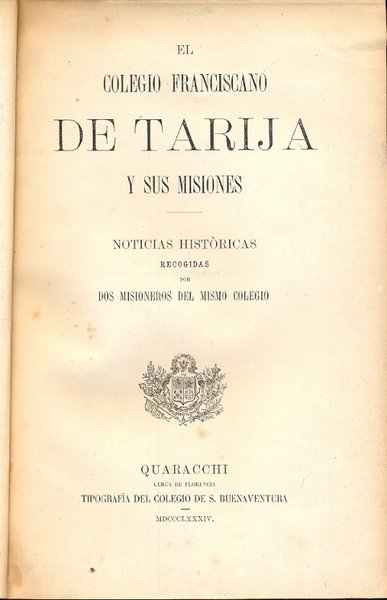 EL
COLEGIO FRANCISCANO
DE TARIJA
Y SUS MISIONES
NOTICIAS HISTÒRICAS
RECOGIDAS
POR
DOS MISIONEROS DEL MISMO COLEGIO
QUARACCHI
CERCA DE FLORENCIA
TIPOGRAFÍA DEL COLEGIO DE S. BUENAVENTURA
MDCCCLXXXIV.